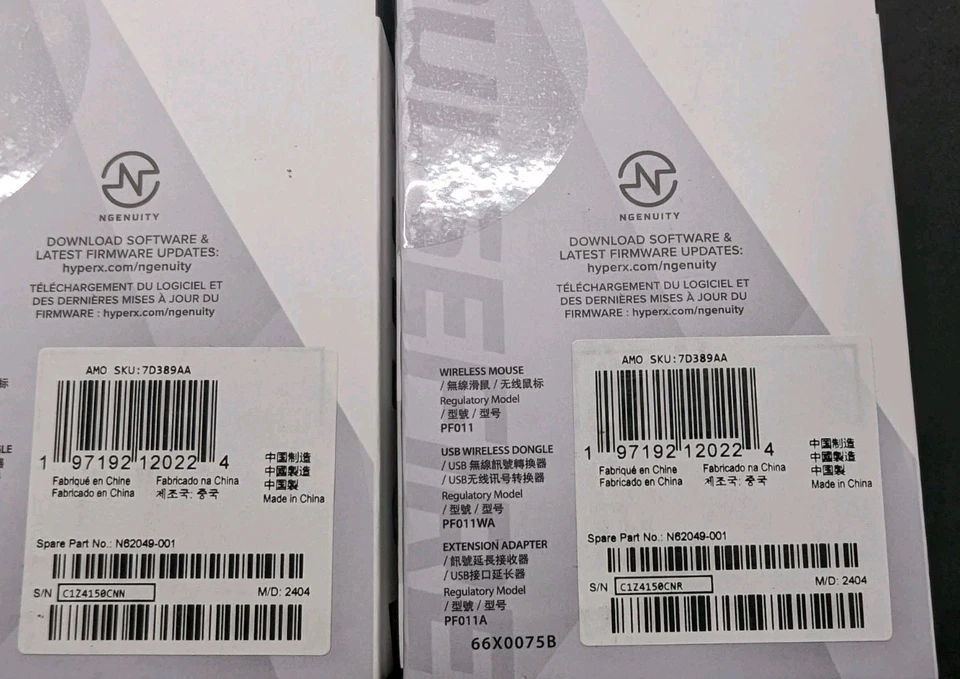 NGENUITY
DOWNLOAD SOFTWARE &
LATEST FIRMWARE UPDATES:
hyperx.com/ngenuity
TÉLÉCHARGEMENT DU LOGICIEL ET
DES DERNIÈRES MISES À JOUR DU
FIRMWARE : hyperx.com/ngenuity
AMO SKU:7D389AA
1 97192 12022 4
Fabriqué en Chine
Fabricado en China
Fabricado na China
제조국: 중국
中国制造
中國製造
中国製
Made in China
Spare Part No.: N62049-001
S/N C1Z4150CNN
M/D: 2404
NGENUITY
DOWNLOAD SOFTWARE &
LATEST FIRMWARE UPDATES:
hyperx.com/ngenuity
TÉLÉCHARGEMENT DU LOGICIEL ET
DES DERNIÈRES MISES À JOUR DU
FIRMWARE : hyperx.com/ngenuity
WIRELESS MOUSE
/ 無線滑鼠 / 无线鼠标
Regulatory Model
/ 型號 / 型号
PF011
USB WIRELESS DONGLE
/ USB 無線訊號轉換器
/ USB无线讯号转换器
Regulatory Model
/ 型號 / 型号
PF011WA
EXTENSION ADAPTER
/ 訊號延長接收器
/ USB接口延长器
Regulatory Model
/ 型號 / 型号
PF011A
66X0075B
AMO SKU:7D389AA
1 97192 12022 4
Fabriqué en Chine
Fabricado en China
Fabricado na China
제조국: 중국
中国制造
中國製造
中国製
Made in China
Spare Part No.: N62049-001
S/N C1Z4150CNR
M/D: 2404